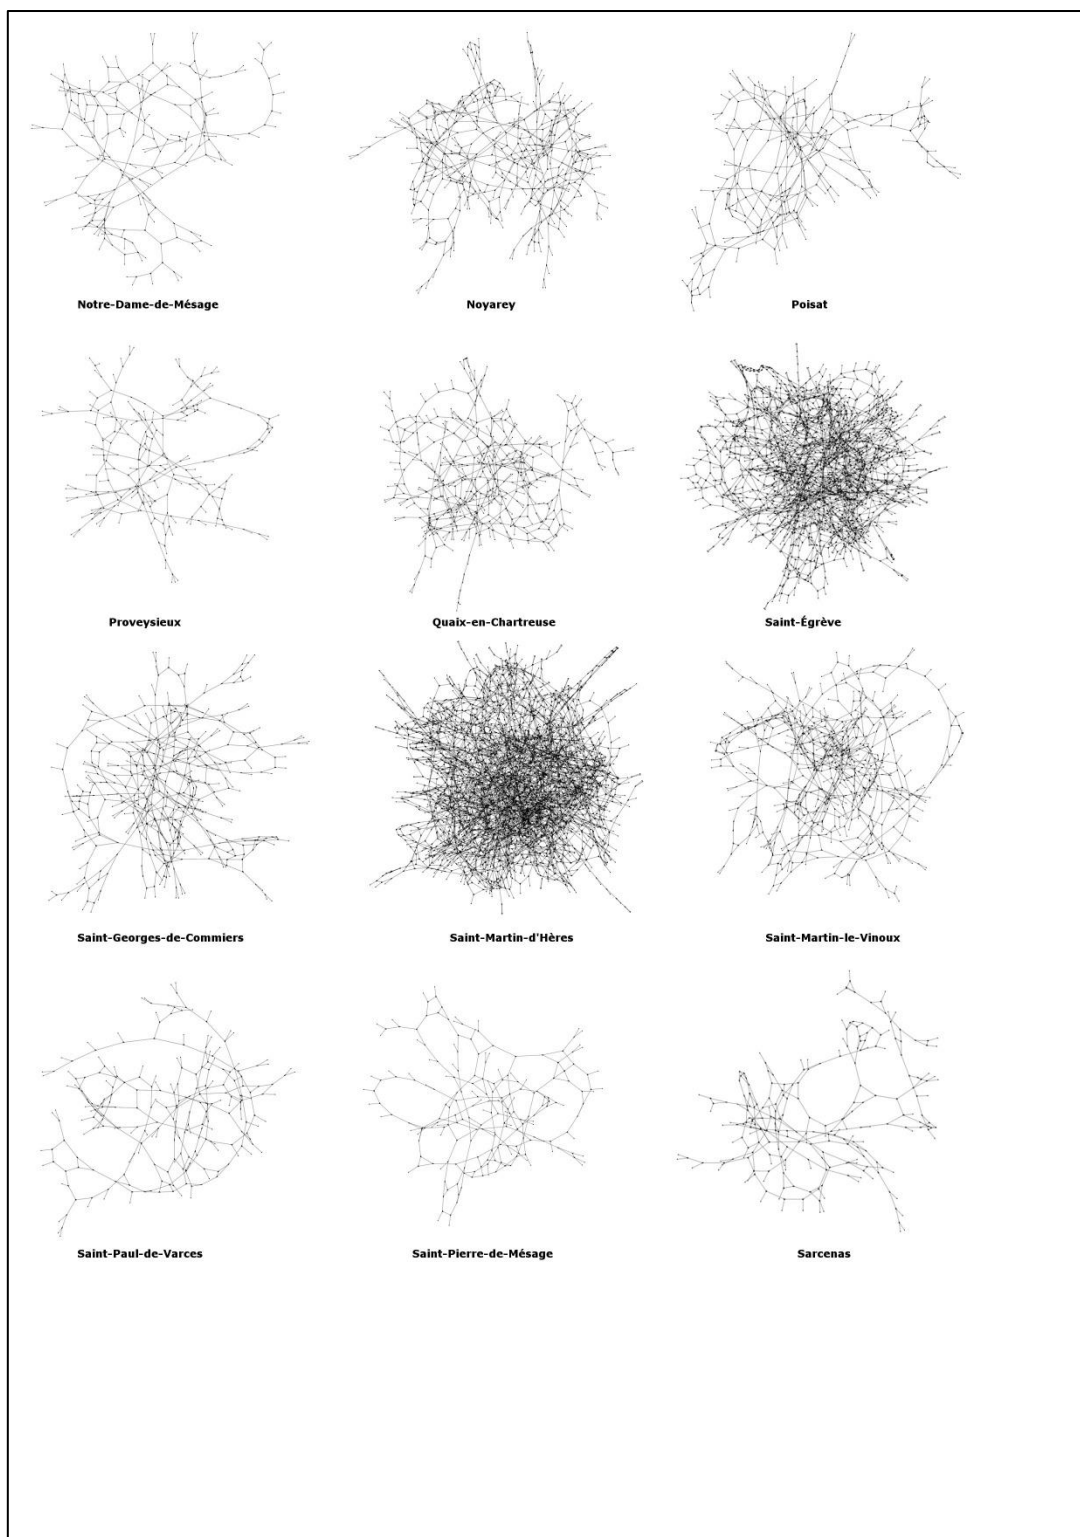 Notre-Dame-de-Mésage
Noyarey
Poisat
Proveysieux
Quaix-en-Chartreuse
Saint-Égrève
Saint-Georges-de-Commiers
Saint-Martin-d'Hères
Saint-Martin-le-Vinoux
Saint-Paul-de-Varces
Saint-Pierre-de-Mésage
Sarcenas